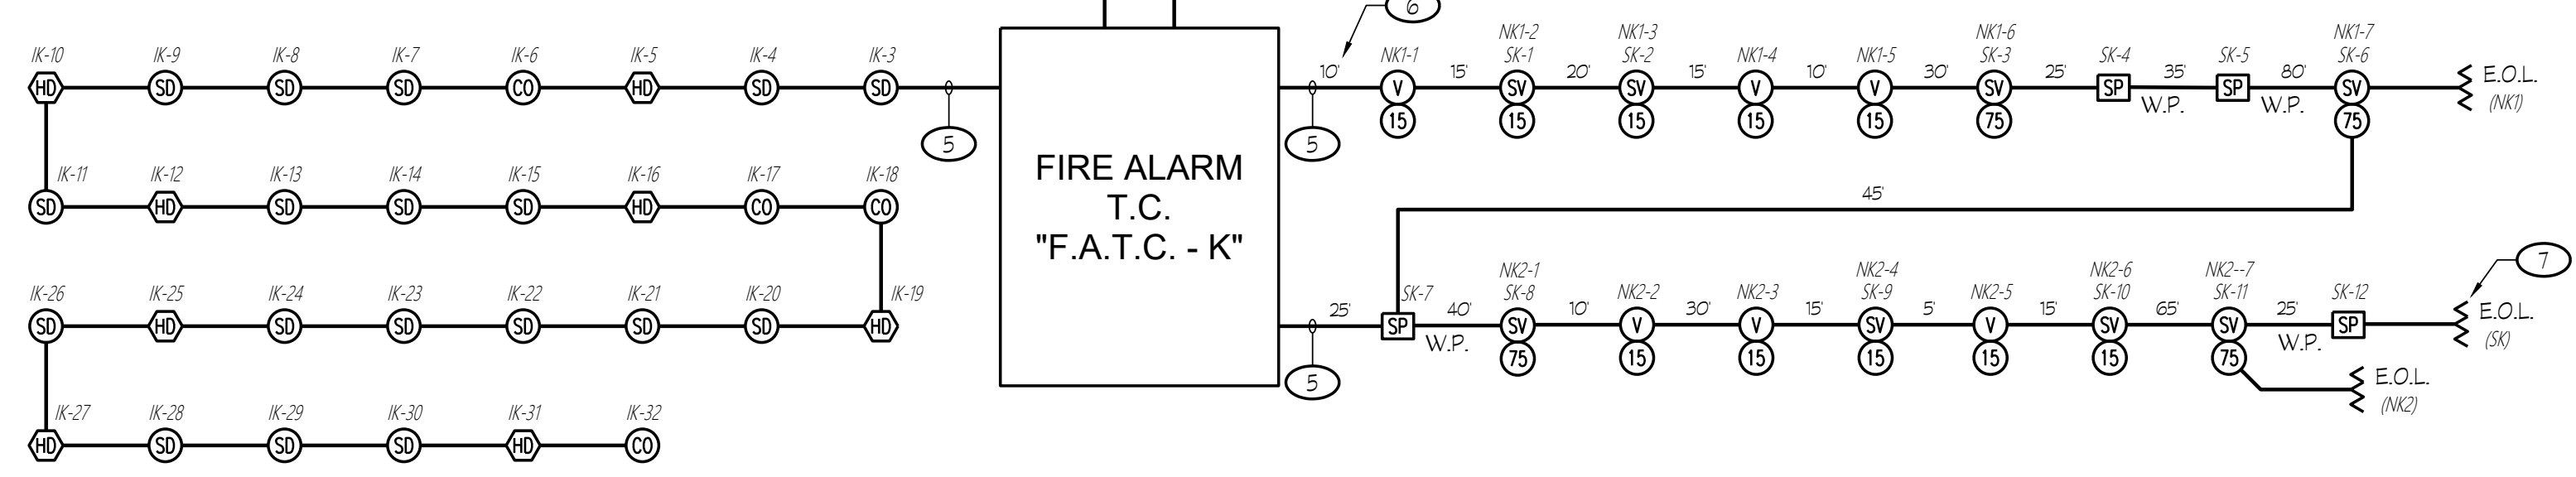 6
IK-10 IK-9 IK-8 IK-7 IK-6 IK-5 IK-4 IK-3
HD SD SD SD CO HD SD SD
5
IK-11 IK-12 IK-13 IK-14 IK-15 IK-16 IK-17 IK-18
SD HD SD SD SD HD CO CO
IK-26 IK-25 IK-24 IK-23 IK-22 IK-21 IK-20 IK-19
SD HD SD SD SD SD SD HD
IK-27 IK-28 IK-29 IK-30 IK-31 IK-32
HD SD SD SD HD CO
FIRE ALARM
T.C.
"F.A.T.C. - K"
NK1-2 NK1-3 NK1-6 NK1-7
NK1-1 SK-1 SK-2 NK1-4 NK1-5 SK-3 SK-4 SK-5 SK-6
10' 15' 20' 15' 10' 30' 25' 35' 80'
V SV SV V V SV SP SP SV E.O.L.
W.P. W.P. (NK1)
15 15 15 15 15 75 75
5
45'
7
NK2-1 NK2-4 NK2-6 NK2--7
SK-7 SK-8 NK2-2 NK2-3 SK-9 NK2-5 SK-10 SK-11 SK-12
25' 40' 10' 30' 15' 5' 15' 65' 25'
SP SV V V SV V SV SV SP E.O.L.
W.P. W.P. (SK)
75 15 15 15 15 15 75
5
E.O.L.
(NK2)